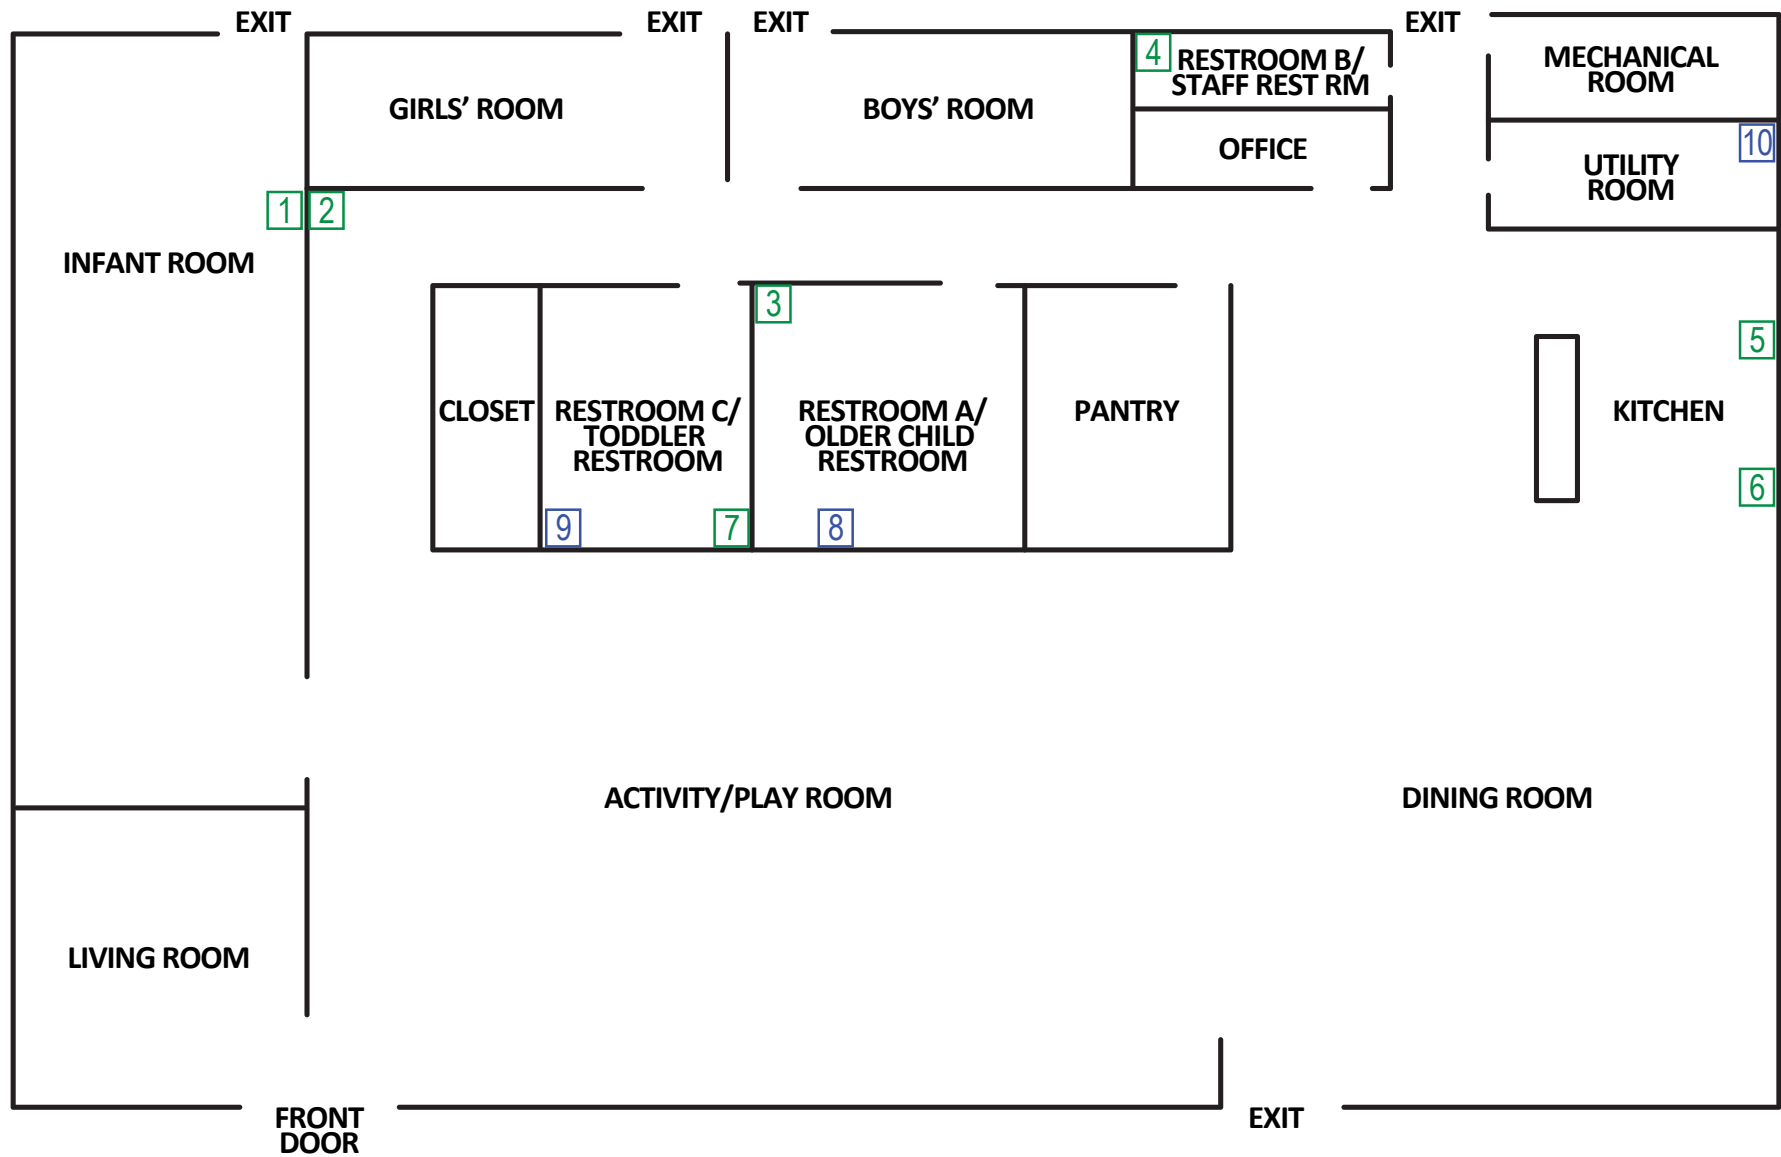 EXIT
EXIT
EXIT
EXIT
4
RESTROOM B/
STAFF REST RM
MECHANICAL
ROOM
GIRLS’ ROOM
BOYS’ ROOM
OFFICE
10
UTILITY
ROOM
1
2
INFANT ROOM
3
5
CLOSET
RESTROOM C/
TODDLER
RESTROOM
RESTROOM A/
OLDER CHILD
RESTROOM
PANTRY
KITCHEN
6
9
7
8
ACTIVITY/PLAY ROOM
DINING ROOM
LIVING ROOM
FRONT
DOOR
EXIT